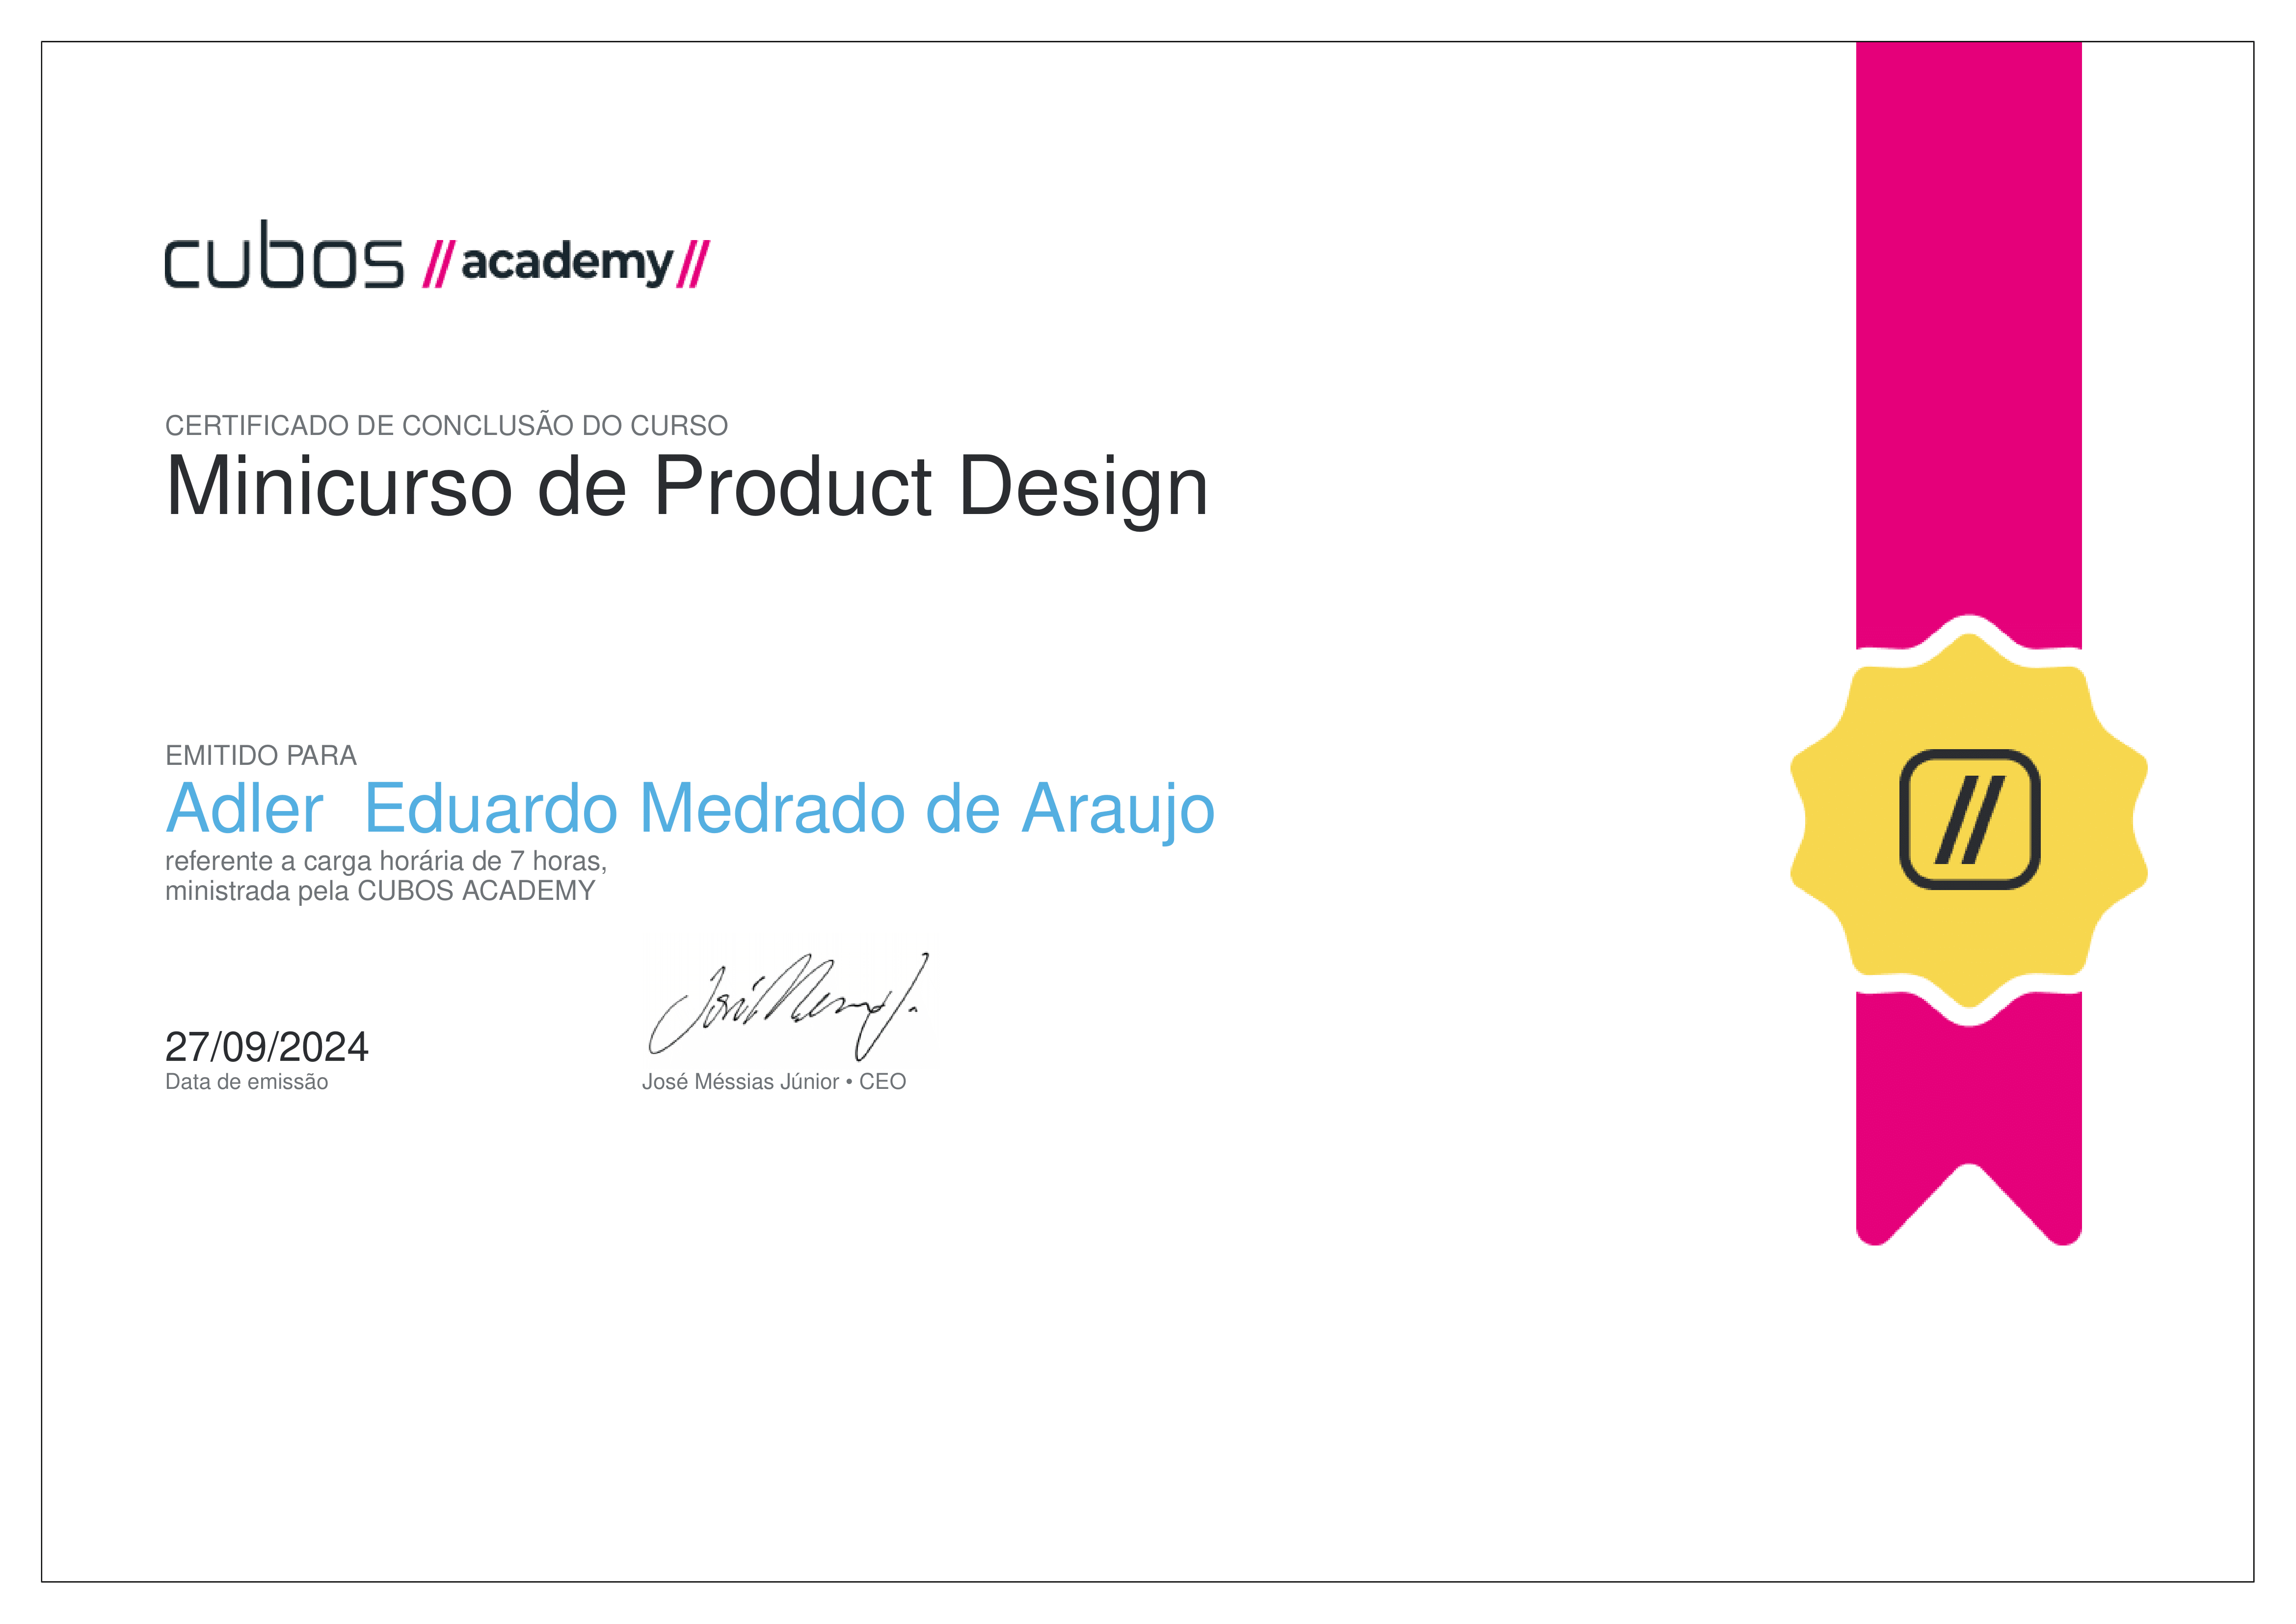 cubos //academy//
CERTIFICADO DE CONCLUSÃO DO CURSO
Minicurso de Product Design
EMITIDO PARA
Adler  Eduardo Medrado de Araujo
referente a carga horária de 7 horas,
ministrada pela CUBOS ACADEMY
27/09/2024
Data de emissão
José Méssias Júnior • CEO